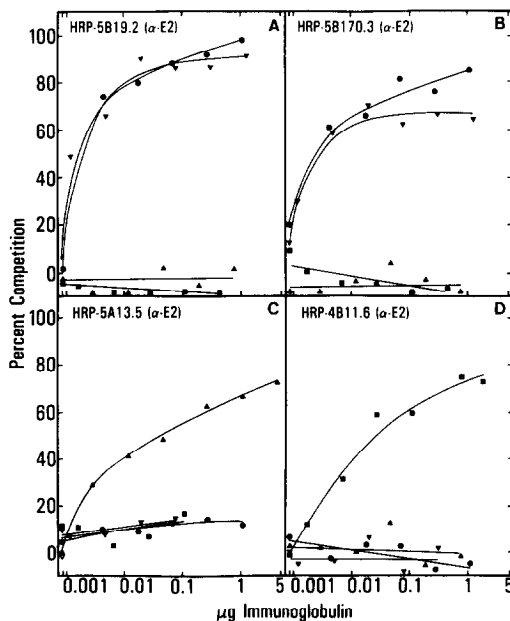 HRP-5B19.2 (α-E2)
A
HRP-5B170.3 (α-E2)
B
100
80
60
40
20
0
HRP-5A13.5 (α-E2)
C
HRP-4B11.6 (α-E2)
D
100
80
60
40
20
0
Percent Competition
0.001
0.01
0.1
1
5
0.001
0.01
0.1
1
5
μg Immunoglobulin